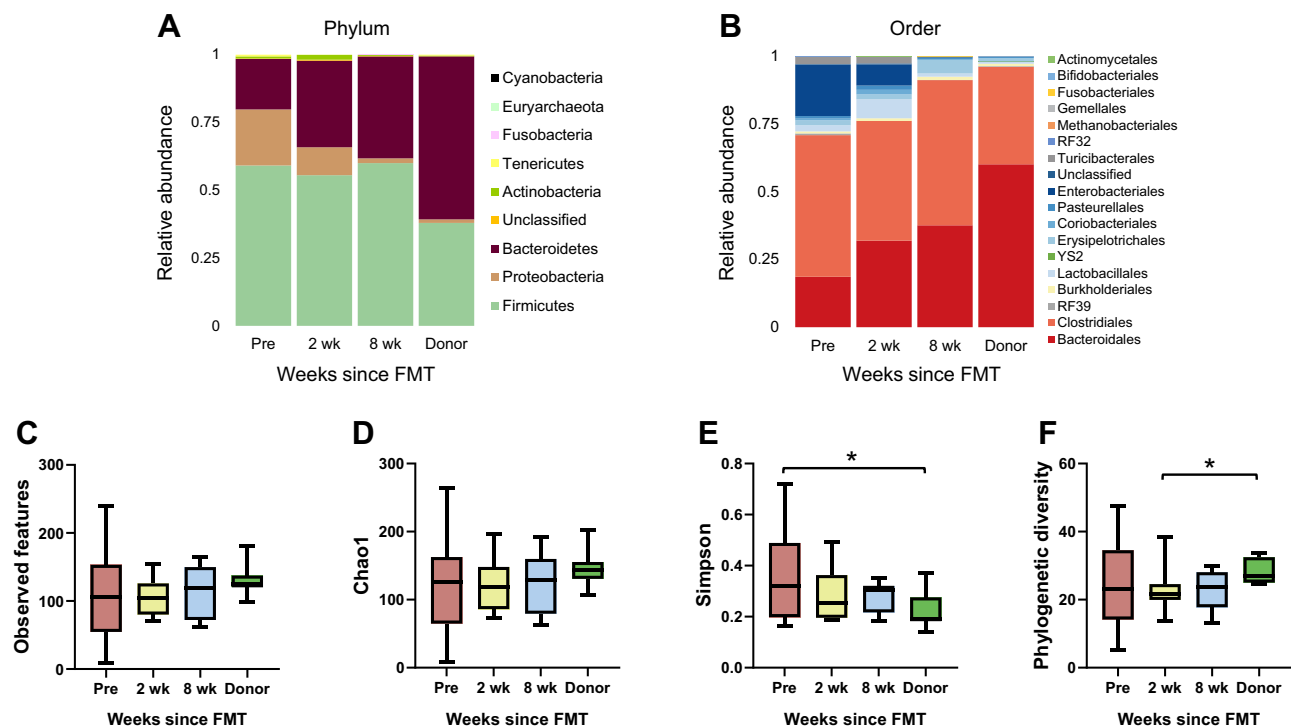 A
Phylum
Relative abundance
1
0.75
0.5
0.25
0
Pre
2 wk
8 wk
Donor
Weeks since FMT
Cyanobacteria
Euryarchaeota
Fusobacteria
Tenericutes
Actinobacteria
Unclassified
Bacteroidetes
Proteobacteria
Firmicutes
B
Order
Relative abundance
1
0.75
0.5
0.25
0
Pre
2 wk
8 wk
Donor
Weeks since FMT
Actinomycetales
Bifidobacteriales
Fusobacteriales
Gemellales
Methanobacteriales
RF32
Turicibacterales
Unclassified
Enterobacteriales
Pasteurellales
Coriobacteriales
Erysipelotrichales
YS2
Lactobacillales
Burkholderiales
RF39
Clostridiales
Bacteroidales
C
Observed features
300
200
100
0
Pre
2 wk
8 wk
Donor
Weeks since FMT
D
Chao1
300
200
100
0
Pre
2 wk
8 wk
Donor
Weeks since FMT
E
Simpson
0.8
0.6
0.4
0.2
0.0
*
Pre
2 wk
8 wk
Donor
Weeks since FMT
F
Phylogenetic diversity
60
40
20
0
*
Pre
2 wk
8 wk
Donor
Weeks since FMT